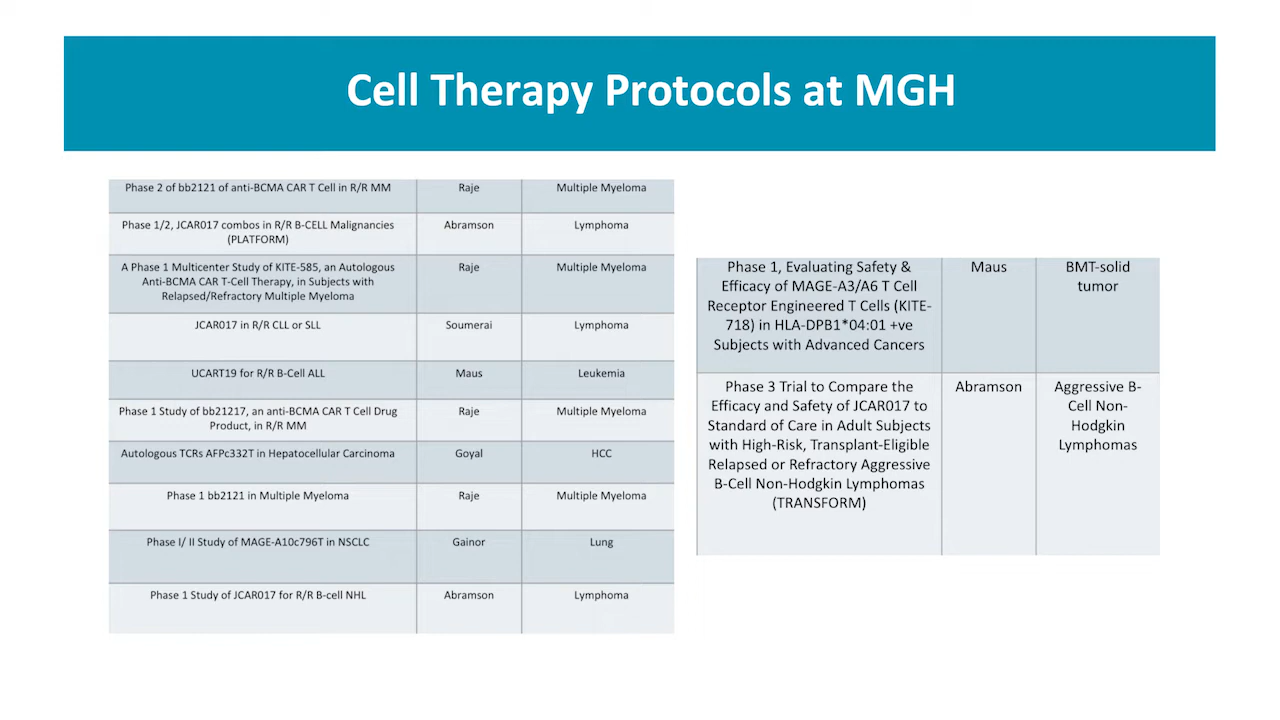 Cell Therapy Protocols at MGH
Phase 2 of bb2121 of anti-BCMA CAR T Cell in R/R MM
Raje
Multiple Myeloma
Phase 1/2, JCAR017 combos in R/R B-CELL Malignancies
(PLATFORM)
Abramson
Lymphoma
A Phase 1 Multicenter Study of KITE-585, an Autologous
Anti-BCMA CAR T-Cell Therapy, in Subjects with
Relapsed/Refractory Multiple Myeloma
Raje
Multiple Myeloma
JCAR017 in R/R CLL or SLL
Soumerai
Lymphoma
UCART19 for R/R B-Cell ALL
Maus
Leukemia
Phase 1 Study of bb21217, an anti-BCMA CAR T Cell Drug
Product, in R/R MM
Raje
Multiple Myeloma
Autologous TCRs AFPc332T in Hepatocellular Carcinoma
Goyal
HCC
Phase 1 bb2121 in Multiple Myeloma
Raje
Multiple Myeloma
Phase I/ II Study of MAGE-A10c796T in NSCLC
Gainor
Lung
Phase 1 Study of JCAR017 for R/R B-cell NHL
Abramson
Lymphoma
Phase 1, Evaluating Safety &
Efficacy of MAGE-A3/A6 T Cell
Receptor Engineered T Cells (KITE-
718) in HLA-DPB1*04:01 +ve
Subjects with Advanced Cancers
Maus
BMT-solid
tumor
Phase 3 Trial to Compare the
Efficacy and Safety of JCAR017 to
Standard of Care in Adult Subjects
with High-Risk, Transplant-Eligible
Relapsed or Refractory Aggressive
B-Cell Non-Hodgkin Lymphomas
(TRANSFORM)
Abramson
Aggressive B-
Cell Non-
Hodgkin
Lymphomas